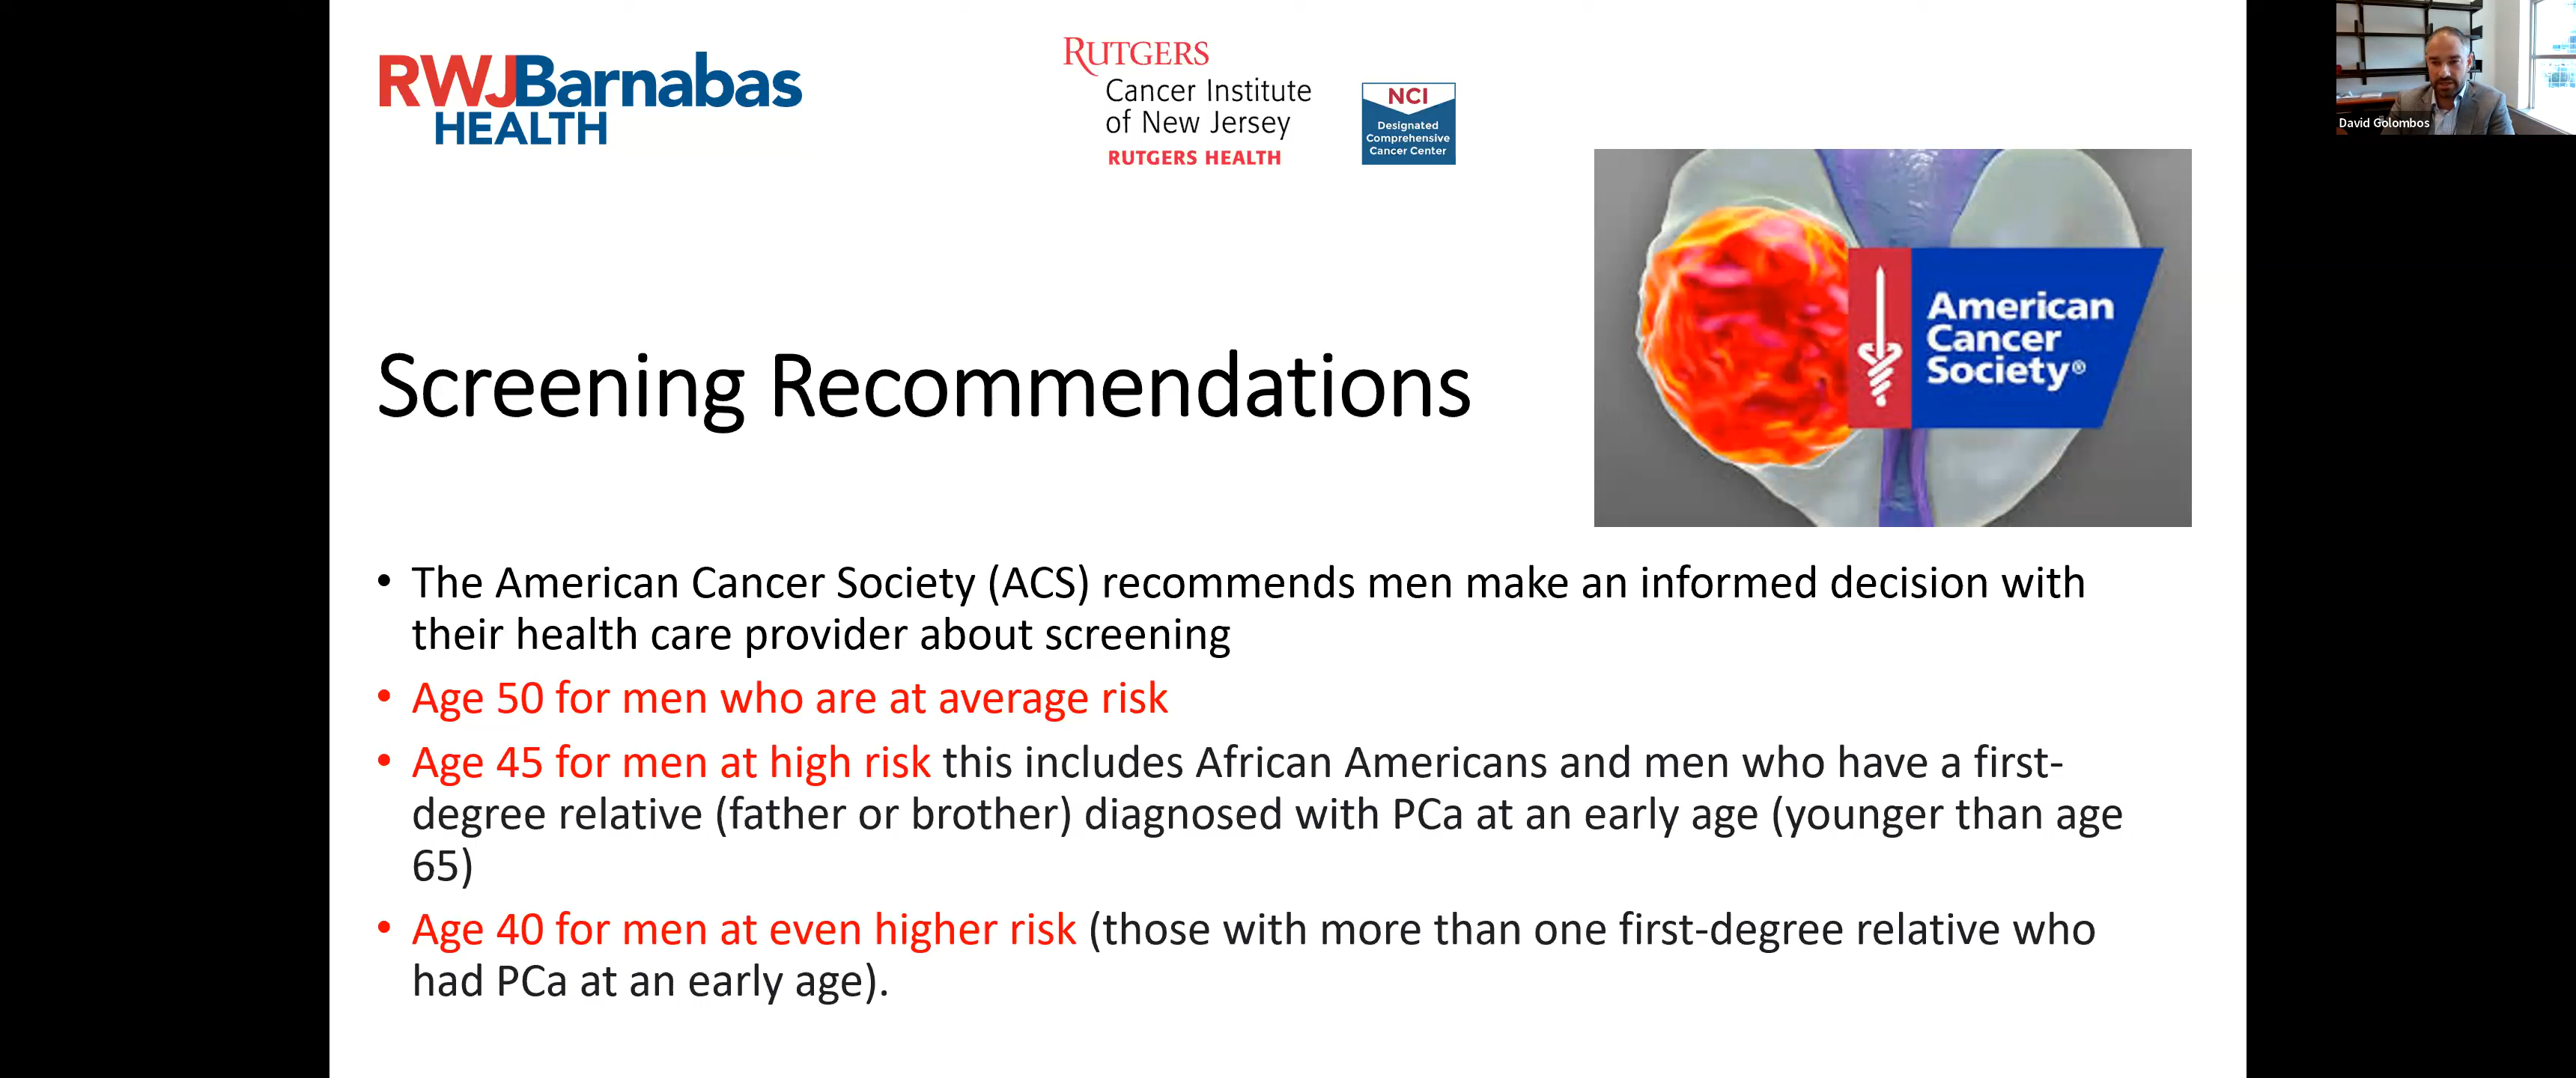 RWJBarnabas
HEALTH
RUTGERS
Cancer Institute
of New Jersey
RUTGERS HEALTH
NCI
Designated
Comprehensive
Cancer Center
David Golombos
American
Cancer
Society®
Screening Recommendations
• The American Cancer Society (ACS) recommends men make an informed decision with
their health care provider about screening
• Age 50 for men who are at average risk
• Age 45 for men at high risk this includes African Americans and men who have a first-
degree relative (father or brother) diagnosed with PCa at an early age (younger than age
65)
• Age 40 for men at even higher risk (those with more than one first-degree relative who
had PCa at an early age).